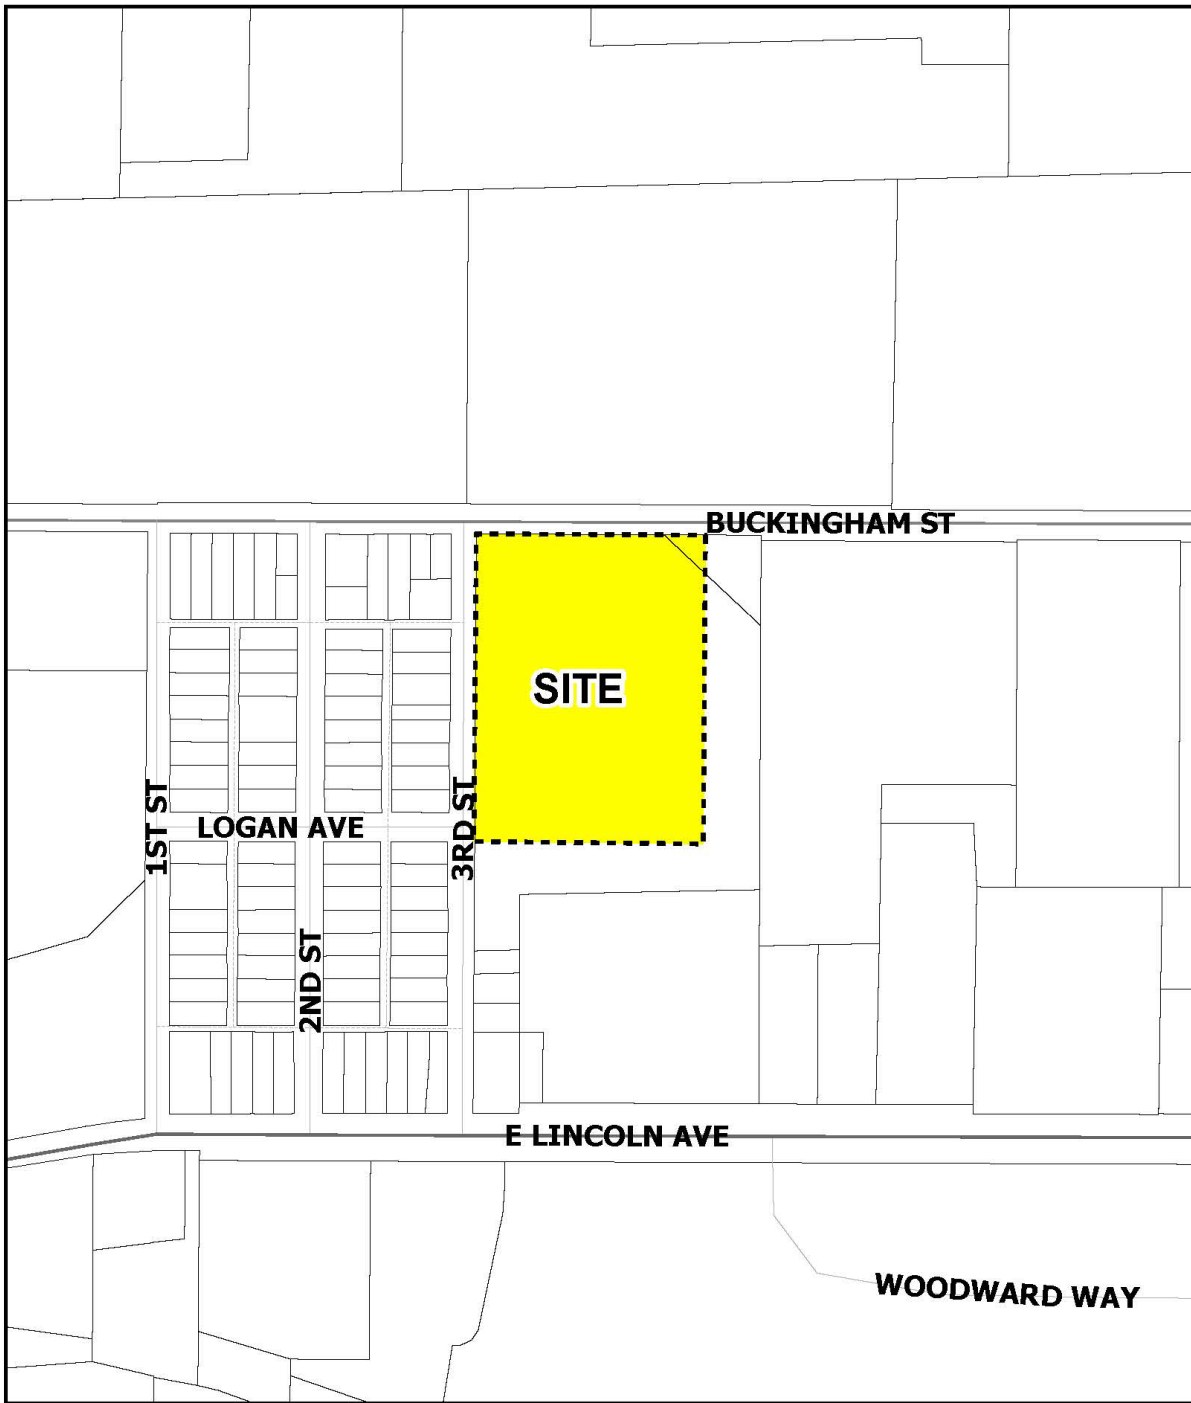 BUCKINGHAM ST
SITE
1ST ST
LOGAN AVE
3RD ST
2ND ST
E LINCOLN AVE
WOODWARD WAY